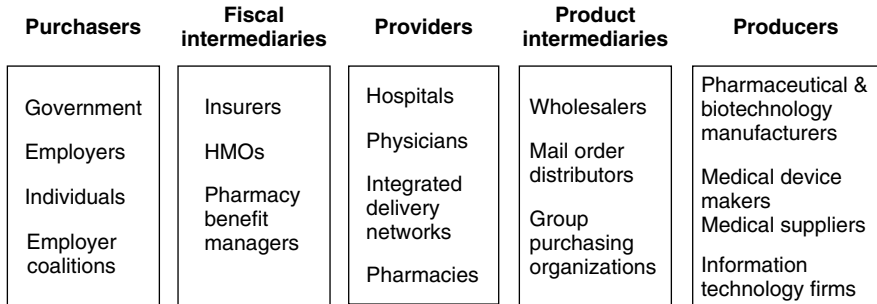 Purchasers
Fiscal
intermediaries
Providers
Product
intermediaries
Producers
Government
Employers
Individuals
Employer
coalitions
Insurers
HMOs
Pharmacy
benefit
managers
Hospitals
Physicians
Integrated
delivery
networks
Pharmacies
Wholesalers
Mail order
distributors
Group
purchasing
organizations
Pharmaceutical &
biotechnology
manufacturers
Medical device
makers
Medical suppliers
Information
technology firms